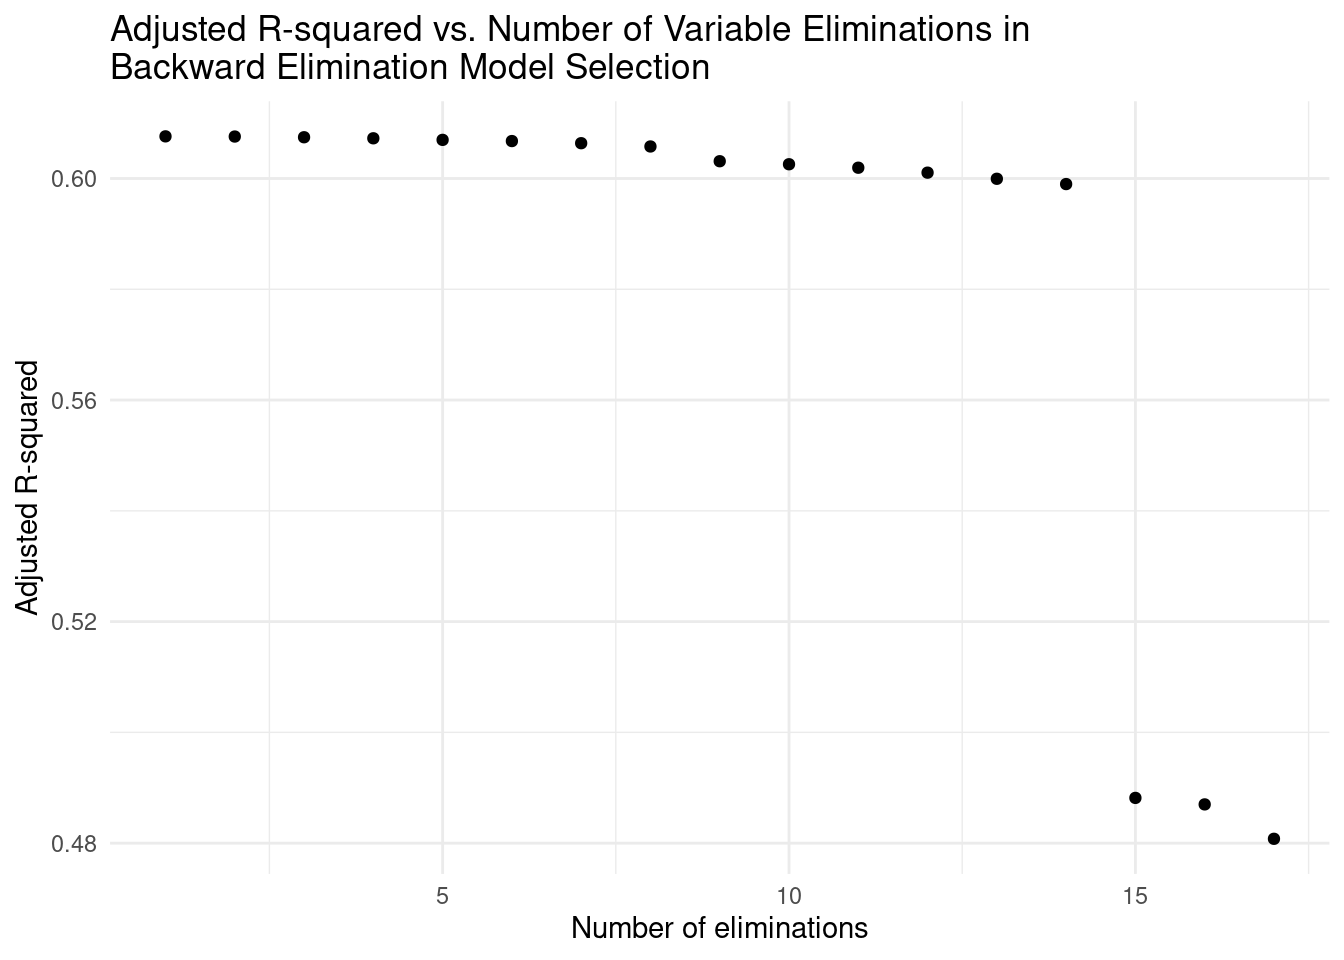 Adjusted R-squared vs. Number of Variable Eliminations in
Backward Elimination Model Selection
Adjusted R-squared
0.60
0.56
0.52
0.48
5
10
15
Number of eliminations